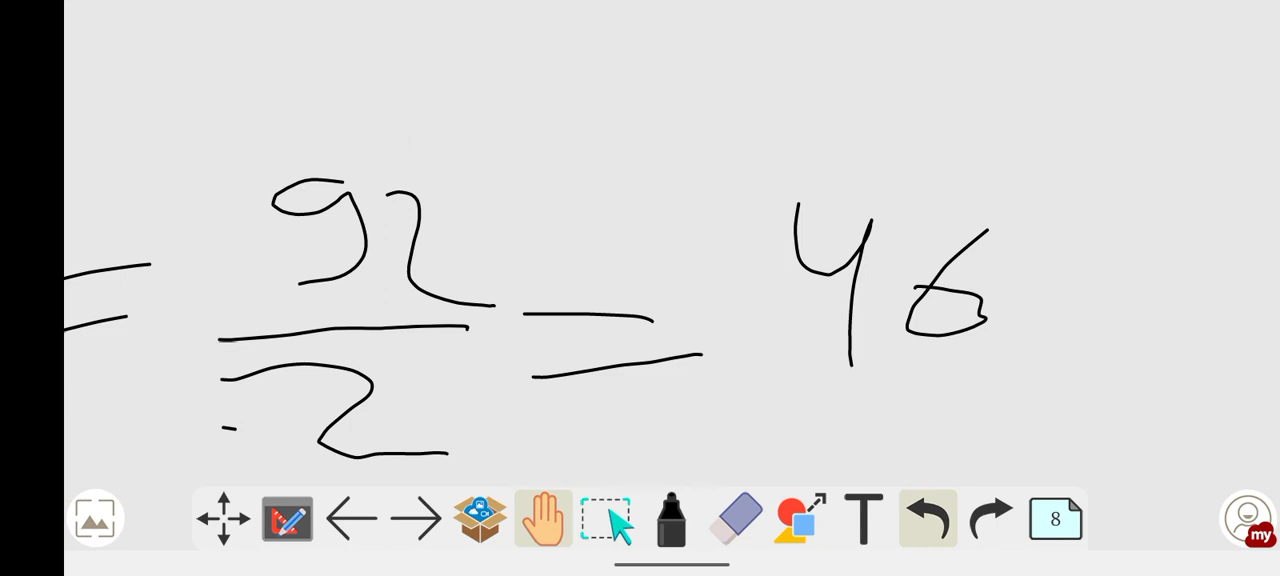 = 92/2 = 46
8
my